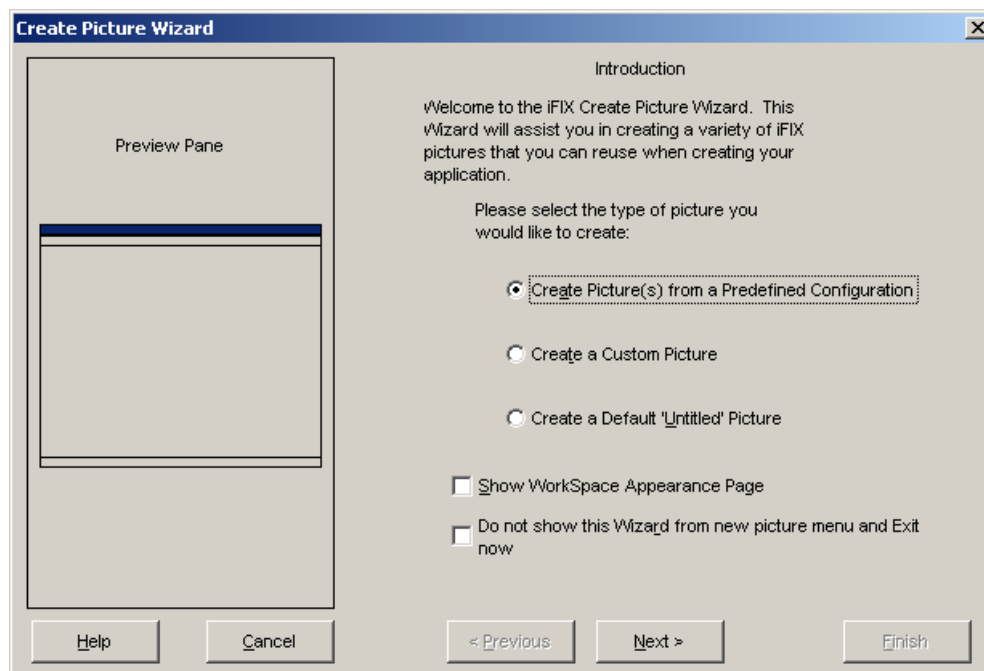 Create Picture Wizard
Preview Pane
Introduction
Welcome to the iFIX Create Picture Wizard. This
Wizard will assist you in creating a variety of iFIX
pictures that you can reuse when creating your
application.
Please select the type of picture you
would like to create:
Create Picture(s) from a Predefined Configuration
Create a Custom Picture
Create a Default 'Untitled' Picture
Show WorkSpace Appearance Page
Do not show this Wizard from new picture menu and Exit
now
Help
Cancel
< Previous
Next >
Finish